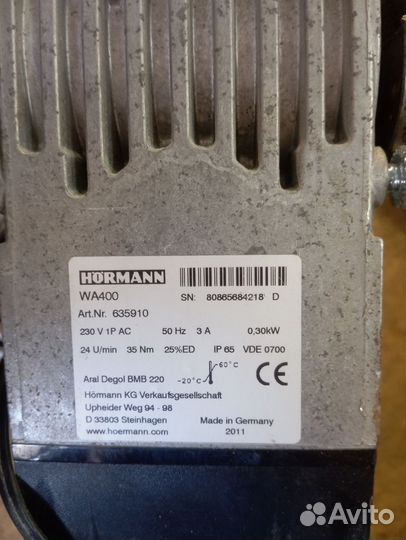 HÖRMANN
WA400 SN: 80865684218 D
Art.Nr. 635910
230 V 1P AC 50 Hz 3 A 0,30kW
24 U/min 35 Nm 25%ED IP 65 VDE 0700
Aral Degol BMB 220 -20°C +60°C CE
Hörmann KG Verkaufsgesellschaft
Upheider Weg 94 - 98
D 33803 Steinhagen Made in Germany
www.hoermann.com 2011
Avito